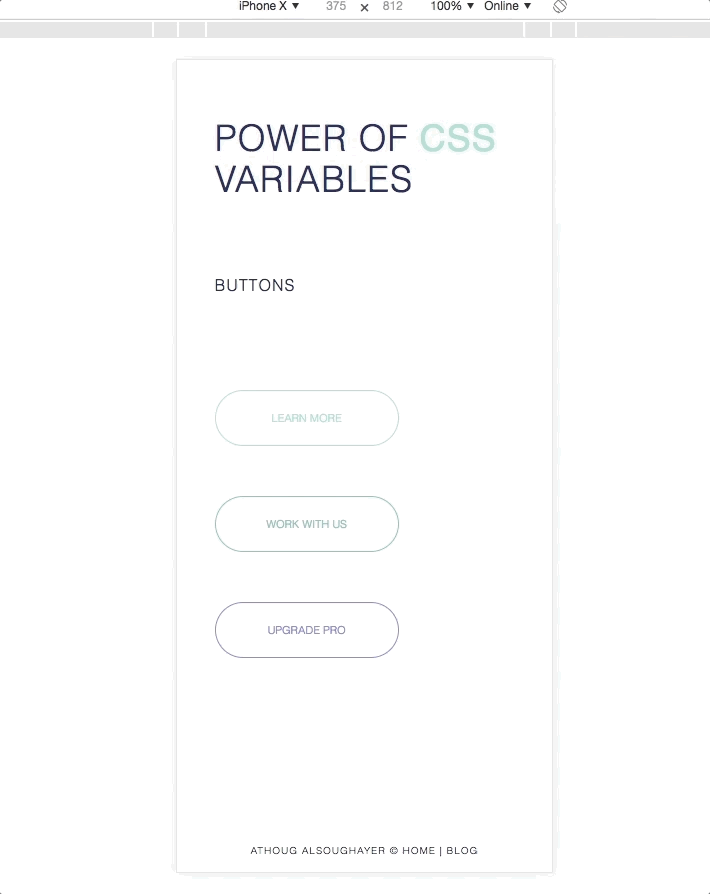 iPhone X ▼ 375 × 812 100% ▼ Online ▼
POWER OF CSS
VARIABLES
BUTTONS
LEARN MORE
WORK WITH US
UPGRADE PRO
ATHOUG ALSOUGHAYER © HOME | BLOG